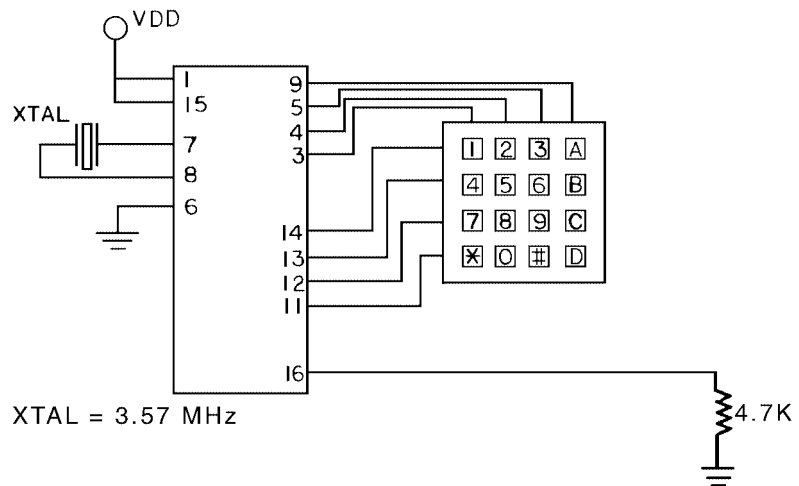 VDD
1
15
XTAL
7
8
6
9
5
4
3
14
13
12
11
16
1 2 3 A
4 5 6 B
7 8 9 C
* 0 # D
XTAL = 3.57 MHz
4.7K